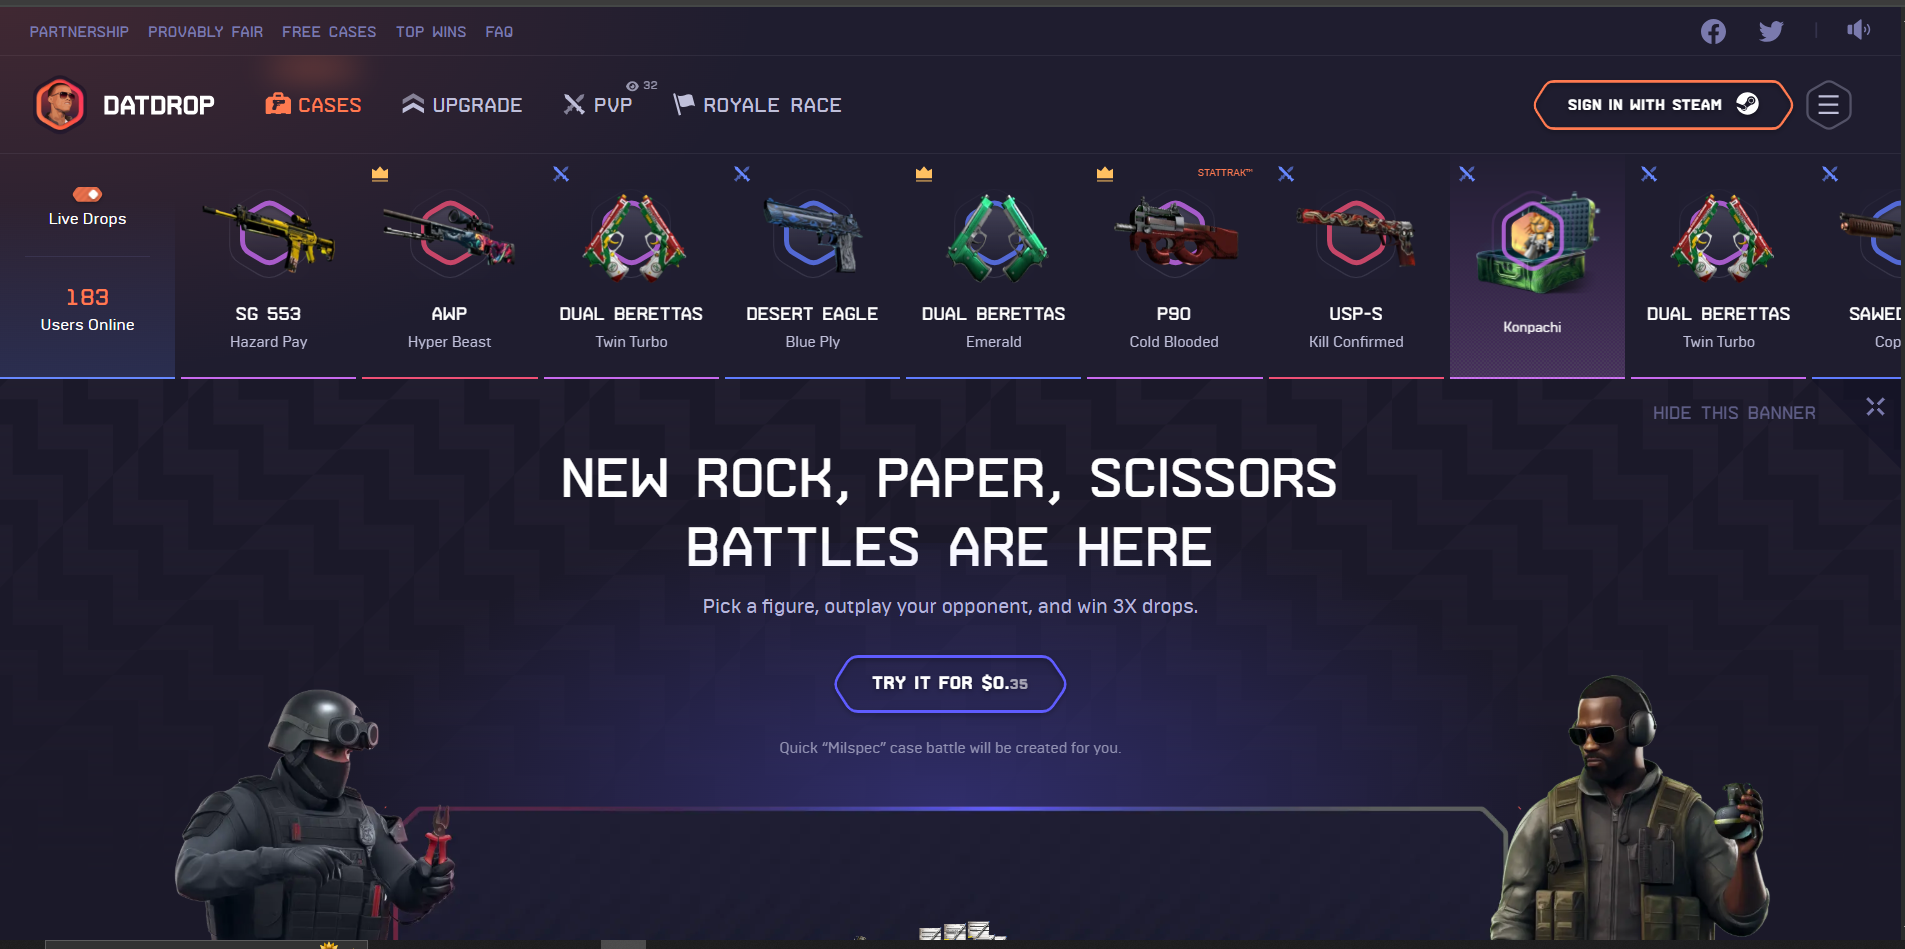 PARTNERSHIP PROVABLY FAIR FREE CASES TOP WINS FAQ
DATDROP CASES UPGRADE PVP 32 ROYALE RACE SIGN IN WITH STEAM
STATTRAK™
Live Drops
183
Users Online
SG 553
Hazard Pay
AWP
Hyper Beast
DUAL BERETTAS
Twin Turbo
DESERT EAGLE
Blue Ply
DUAL BERETTAS
Emerald
P90
Cold Blooded
USP-S
Kill Confirmed
Konpachi
DUAL BERETTAS
Twin Turbo
SAWED
Cop
HIDE THIS BANNER
NEW ROCK, PAPER, SCISSORS
BATTLES ARE HERE
Pick a figure, outplay your opponent, and win 3X drops.
TRY IT FOR $0.35
Quick “Milspec” case battle will be created for you.